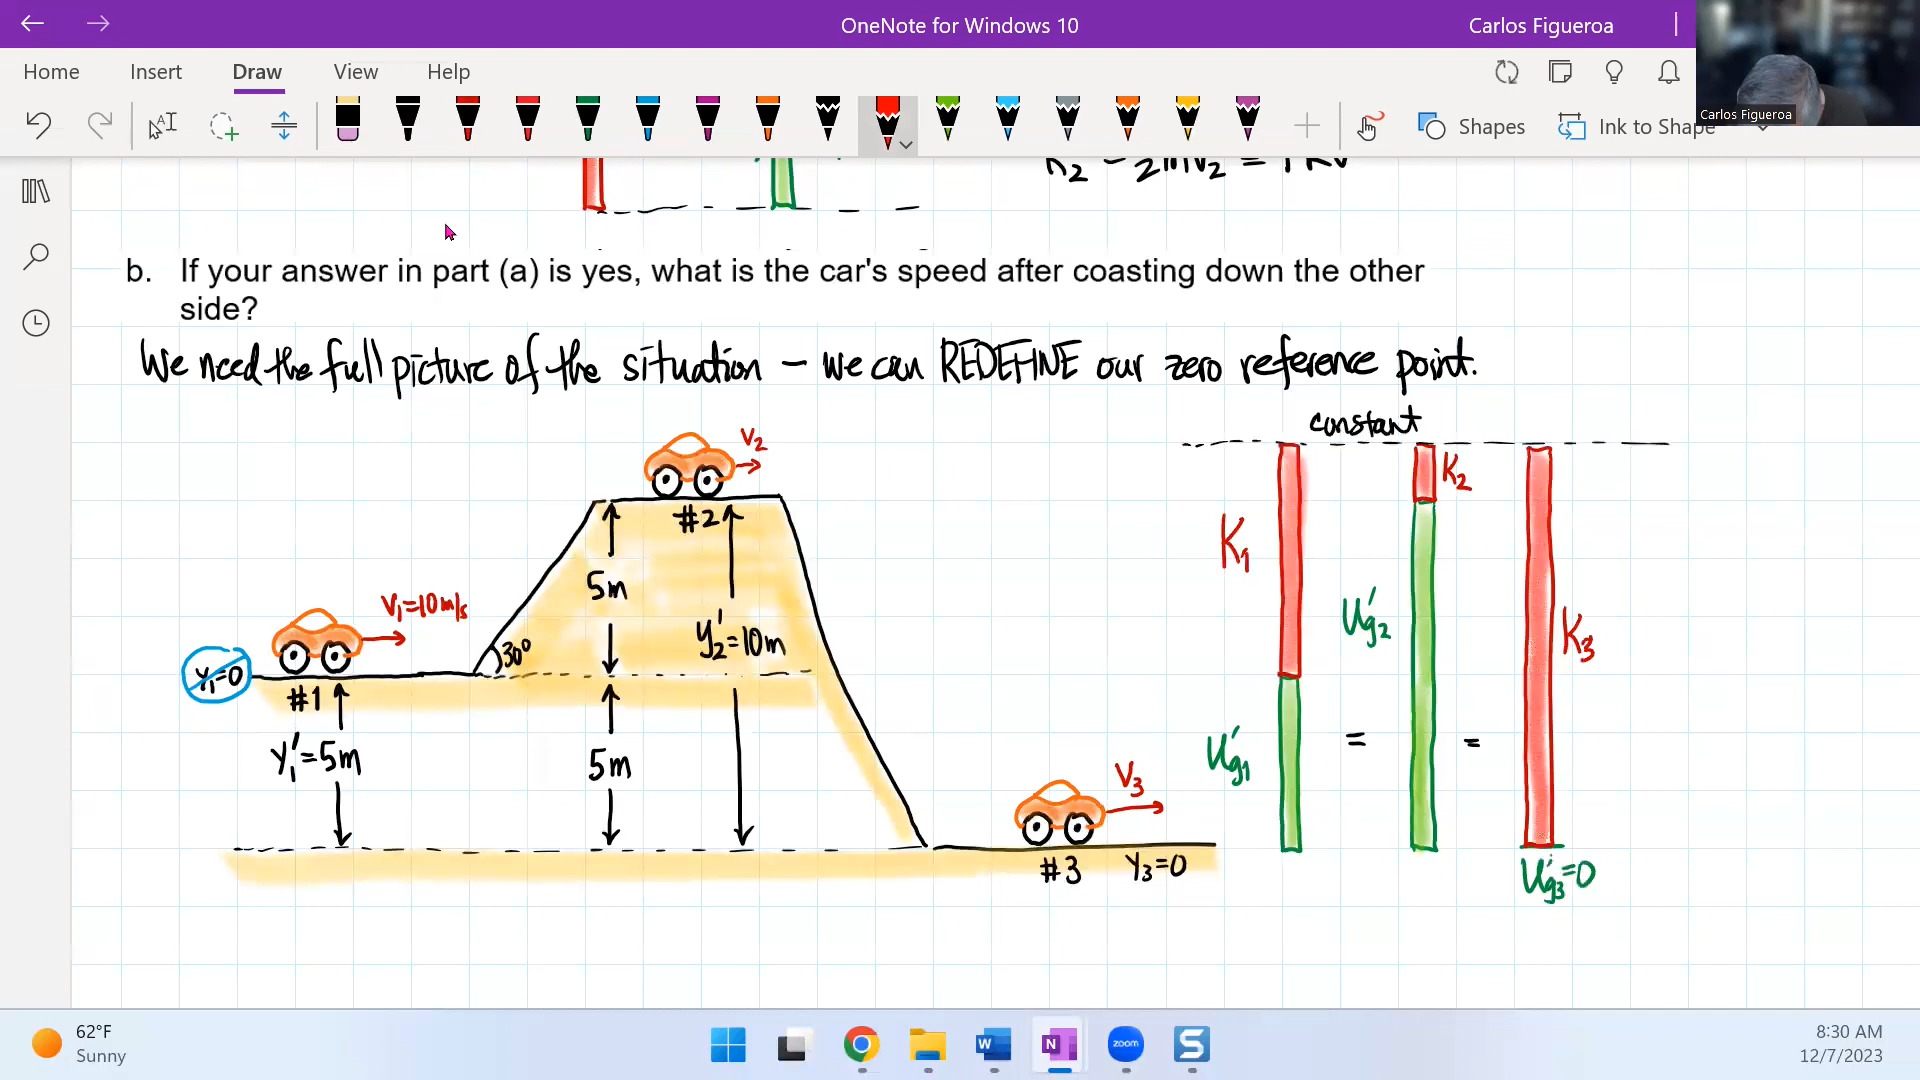 OneNote for Windows 10
Carlos Figueroa
Home Insert Draw View Help
Carlos Figueroa
Shapes
Ink to Shape
b. If your answer in part (a) is yes, what is the car's speed after coasting down the other
side?
We need the full picture of the situation – we can REDEFINE our zero reference point.
constant
V₂
K₂
#2
K₁
5m
V₁=10m/s
U'g₂
Y₂'=10m
K₃
30°
Y₁=0
#1
Y₁'=5m
5m
U'g₁
=
=
V₃
#3 Y₃=0
U'g₃=0
62°F
Sunny
zoom
8:30 AM
12/7/2023